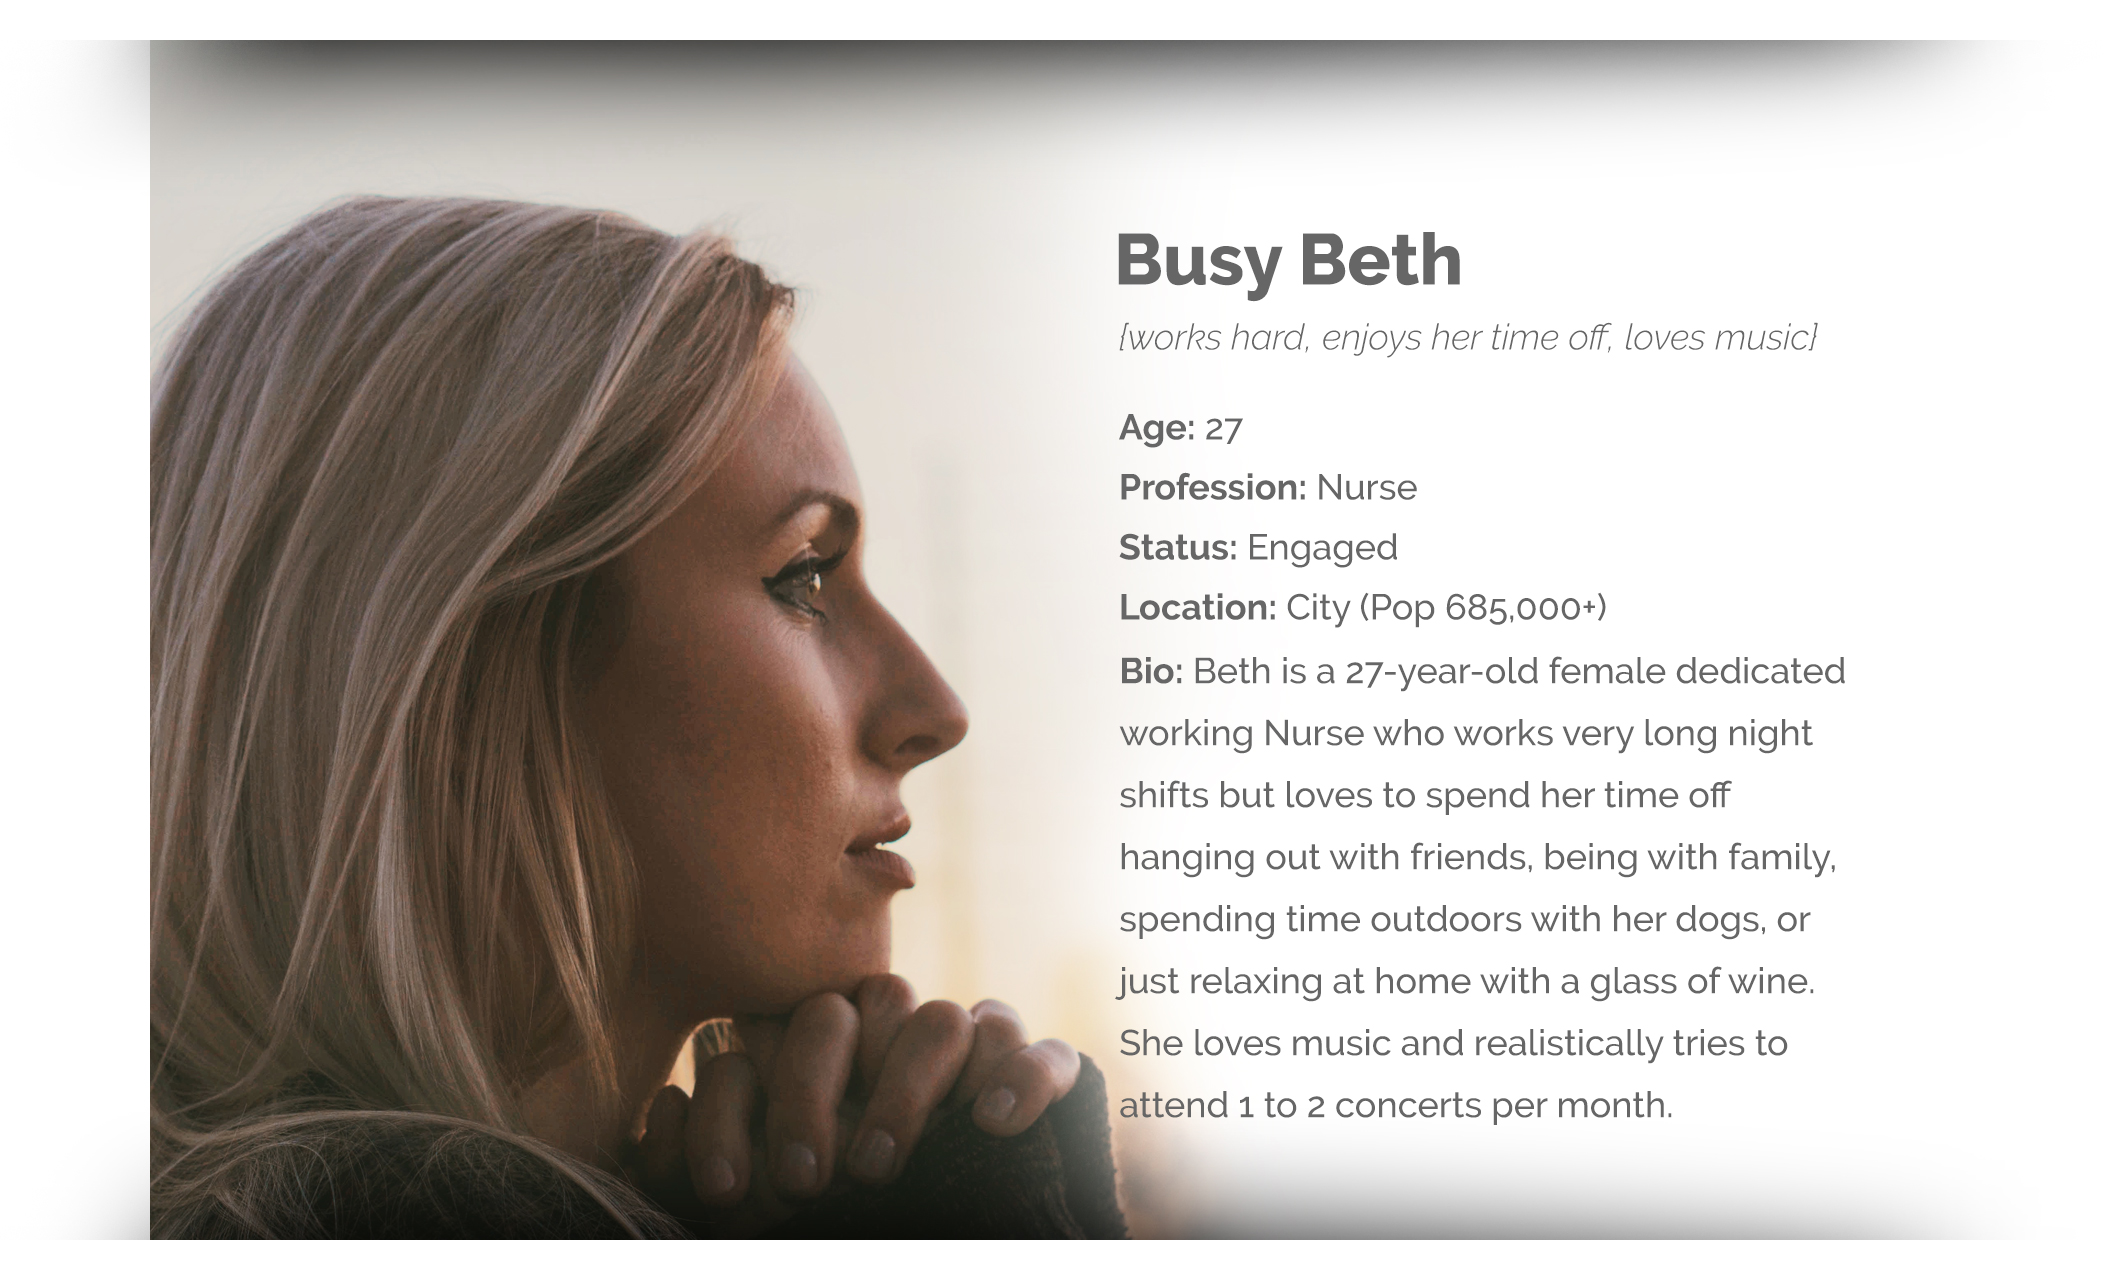 Busy Beth
{works hard, enjoys her time off, loves music}
Age: 27
Profession: Nurse
Status: Engaged
Location: City (Pop 685,000+)
Bio: Beth is a 27-year-old female dedicated
working Nurse who works very long night
shifts but loves to spend her time off
hanging out with friends, being with family,
spending time outdoors with her dogs, or
just relaxing at home with a glass of wine.
She loves music and realistically tries to
attend 1 to 2 concerts per month.